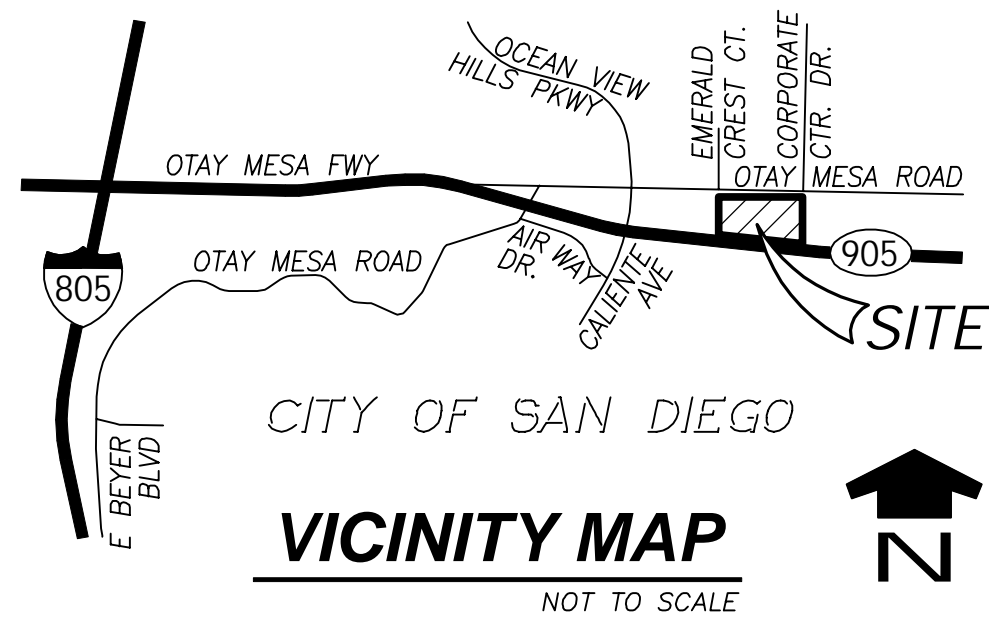 OCEAN VIEW
HILLS PKWY
EMERALD
CREST CT.
CORPORATE
CTR. DR.
OTAY MESA FWY
OTAY MESA ROAD
805
OTAY MESA ROAD
AIR WAY
DR.
CALIENTE
AVE
905
SITE
CITY OF SAN DIEGO
E BEYER
BLVD
VICINITY MAP
NOT TO SCALE
N